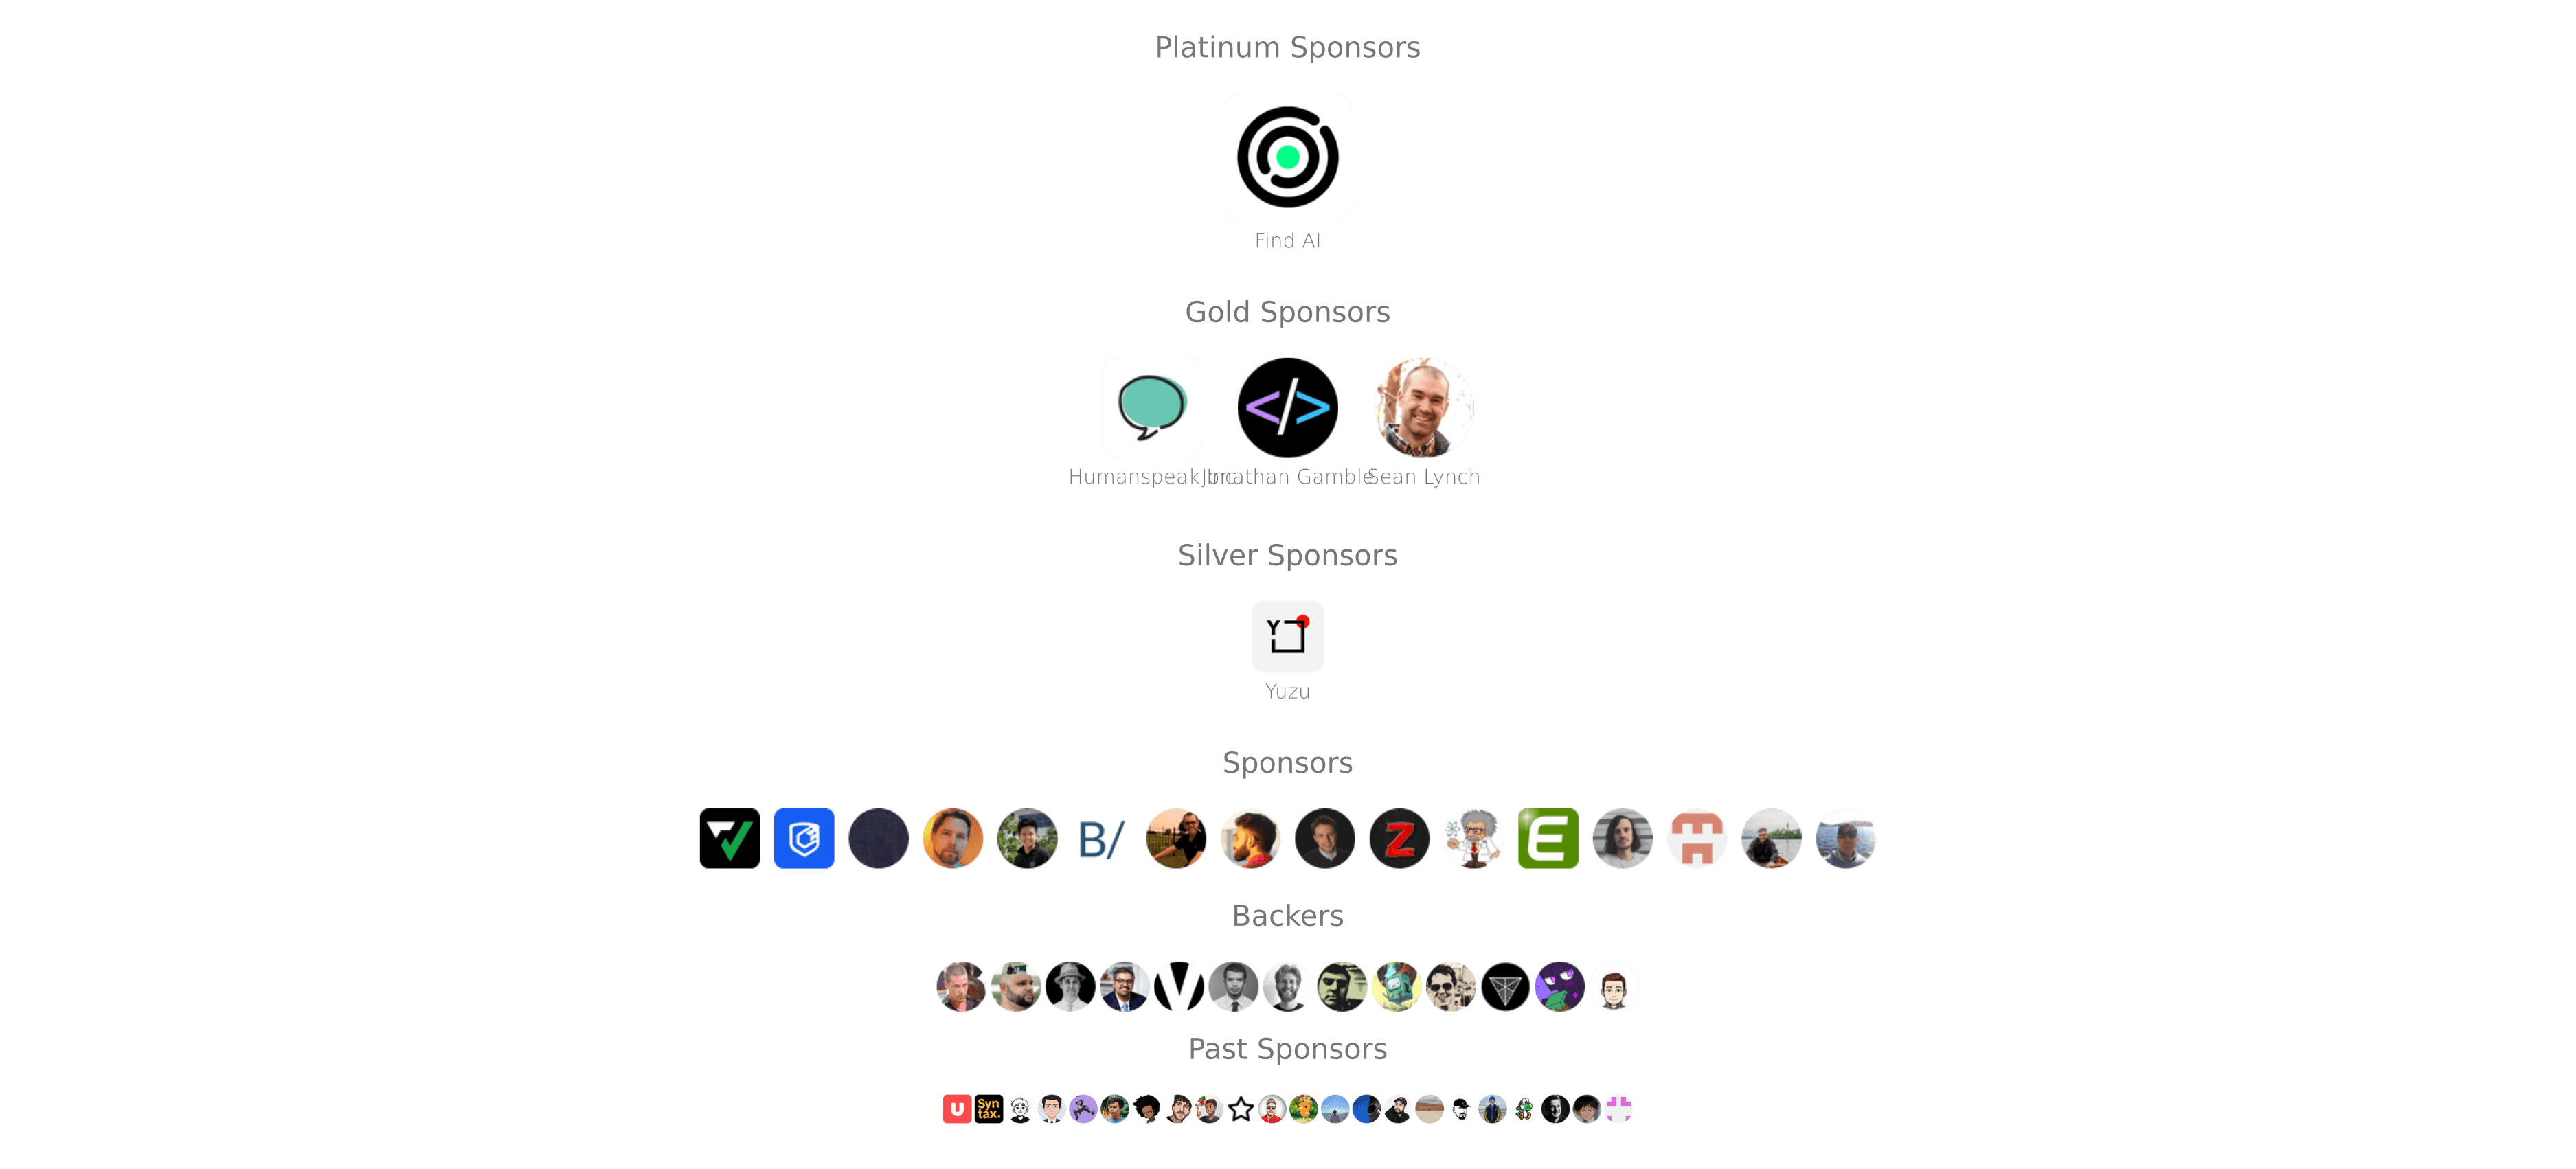 Platinum Sponsors
Find AI
Gold Sponsors
Humanspeak Inc Jonathan Gamble Sean Lynch
Silver Sponsors
Y
Yuzu
Sponsors
B/ Z E
Backers
V
Past Sponsors
U Syn
tax.